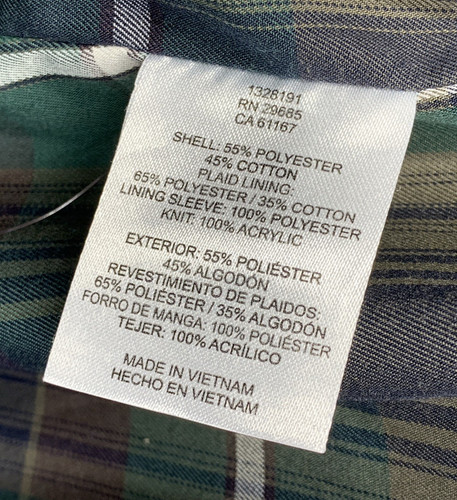 1328191
RN 29685
CA 61167
SHELL: 55% POLYESTER
45% COTTON
PLAID LINING:
65% POLYESTER / 35% COTTON
LINING SLEEVE: 100% POLYESTER
KNIT: 100% ACRYLIC
EXTERIOR: 55% POLIÉSTER
45% ALGODÓN
REVESTIMENTO DE PLAIDOS:
65% POLIÉSTER / 35% ALGODÓN
FORRO DE MANGA: 100% POLIÉSTER
TEJER: 100% ACRÍLICO
MADE IN VIETNAM
HECHO EN VIETNAM